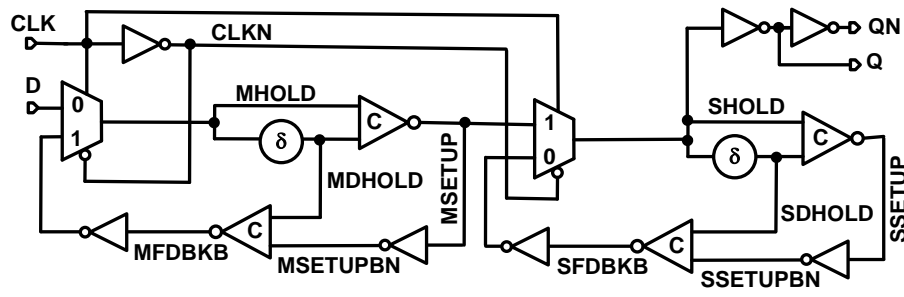 CLK
CLKN
QN
Q
D
0
1
MHOLD
C
δ
MDHOLD
MSETUP
1
0
SHOLD
C
δ
SDHOLD
SSETUP
C
MFDBKB
MSETUPBN
C
SFDBKB
SSETUPBN